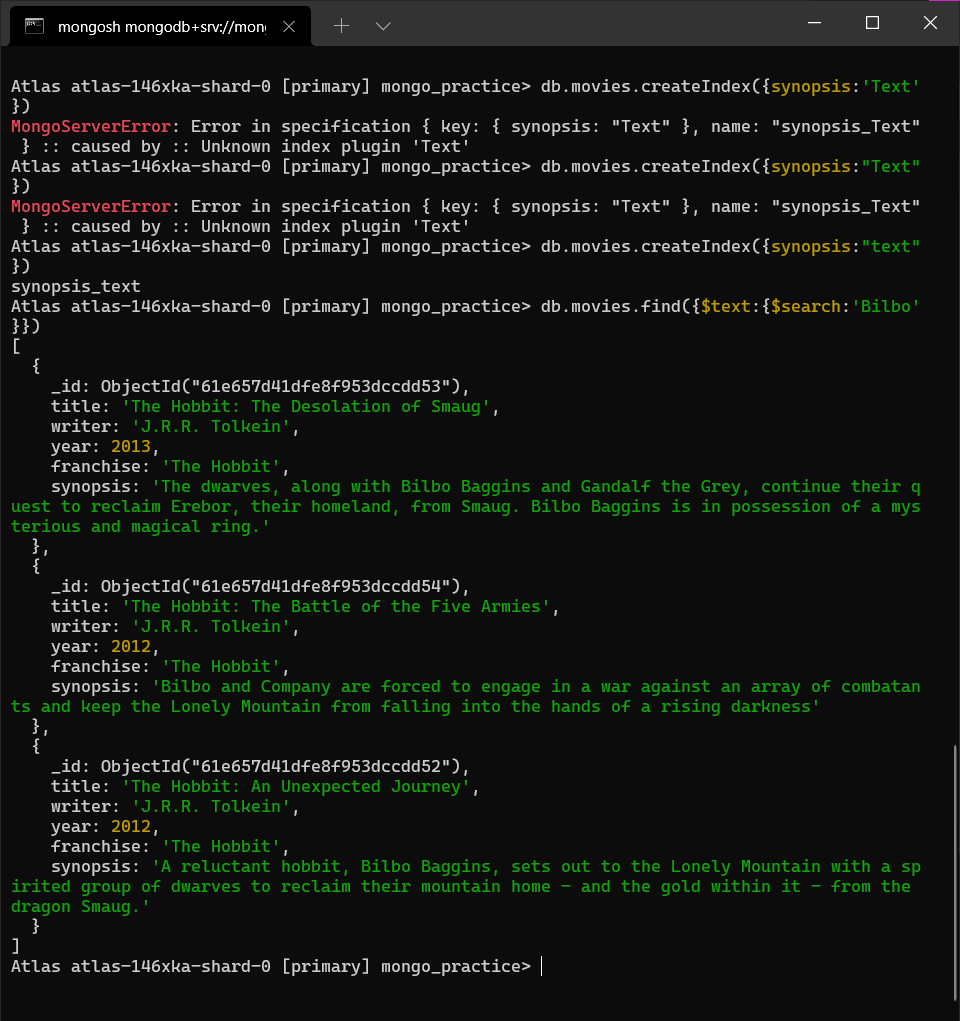 mongosh mongodb+srv://mong
Atlas atlas-146xka-shard-0 [primary] mongo_practice> db.movies.createIndex({synopsis:'Text'
})
MongoServerError: Error in specification { key: { synopsis: "Text" }, name: "synopsis_Text"
} :: caused by :: Unknown index plugin 'Text'
Atlas atlas-146xka-shard-0 [primary] mongo_practice> db.movies.createIndex({synopsis:"Text"
})
MongoServerError: Error in specification { key: { synopsis: "Text" }, name: "synopsis_Text"
} :: caused by :: Unknown index plugin 'Text'
Atlas atlas-146xka-shard-0 [primary] mongo_practice> db.movies.createIndex({synopsis:"text"
})
synopsis_text
Atlas atlas-146xka-shard-0 [primary] mongo_practice> db.movies.find({$text:{$search:'Bilbo'
}})
[
{
_id: ObjectId("61e657d41dfe8f953dccdd53"),
title: 'The Hobbit: The Desolation of Smaug',
writer: 'J.R.R. Tolkein',
year: 2013,
franchise: 'The Hobbit',
synopsis: 'The dwarves, along with Bilbo Baggins and Gandalf the Grey, continue their q
uest to reclaim Erebor, their homeland, from Smaug. Bilbo Baggins is in possession of a mys
terious and magical ring.'
},
{
_id: ObjectId("61e657d41dfe8f953dccdd54"),
title: 'The Hobbit: The Battle of the Five Armies',
writer: 'J.R.R. Tolkein',
year: 2012,
franchise: 'The Hobbit',
synopsis: 'Bilbo and Company are forced to engage in a war against an array of combatan
ts and keep the Lonely Mountain from falling into the hands of a rising darkness'
},
{
_id: ObjectId("61e657d41dfe8f953dccdd52"),
title: 'The Hobbit: An Unexpected Journey',
writer: 'J.R.R. Tolkein',
year: 2012,
franchise: 'The Hobbit',
synopsis: 'A reluctant hobbit, Bilbo Baggins, sets out to the Lonely Mountain with a sp
irited group of dwarves to reclaim their mountain home - and the gold within it - from the
dragon Smaug.'
}
]
Atlas atlas-146xka-shard-0 [primary] mongo_practice>